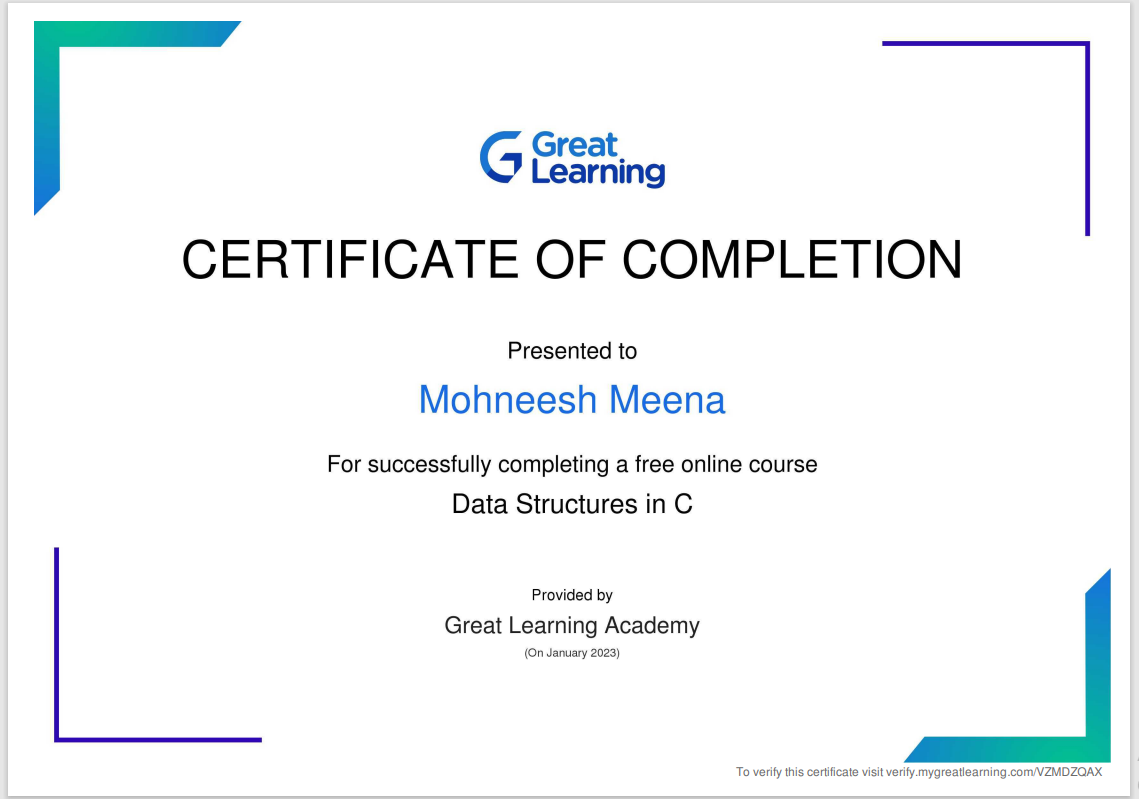 Great
Learning
CERTIFICATE OF COMPLETION
Presented to
Mohneesh Meena
For successfully completing a free online course
Data Structures in C
Provided by
Great Learning Academy
(On January 2023)
To verify this certificate visit verify.mygreatlearning.com/VZMDZQAX